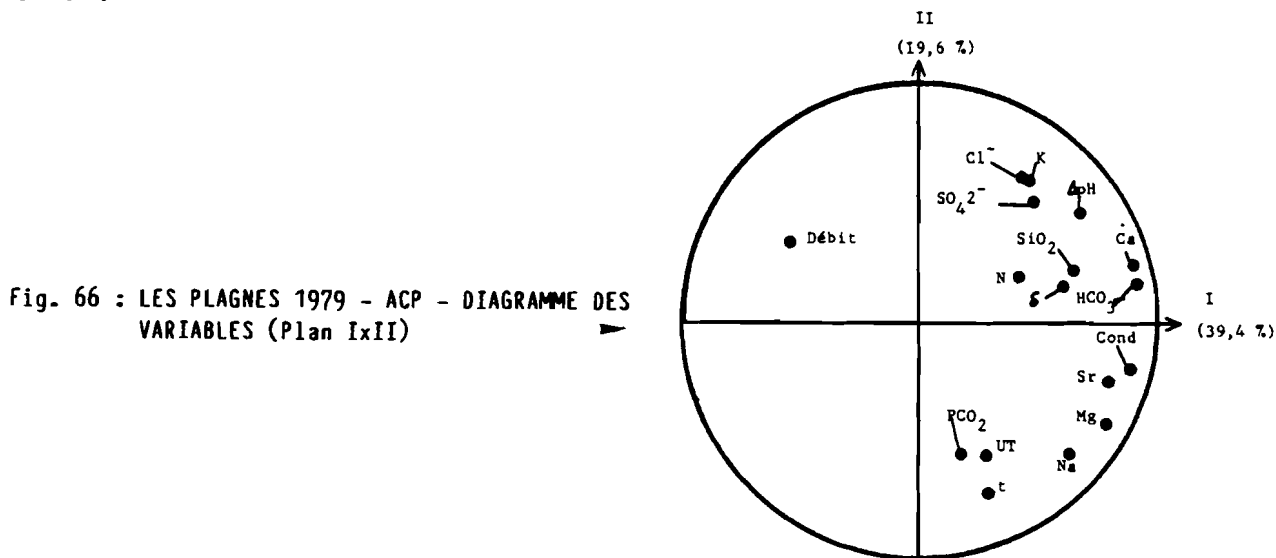 II
(19,6 %)
Cl⁻ K
SO₄2⁻ ΔpH
Débit SiO₂ Ca
N
δ HCO₃⁻
Fig. 66 : LES PLAGNES 1979 - ACP - DIAGRAMME DES
VARIABLES (Plan IxII)
I
(39,4 %)
Cond
Sr
Mg
PCO₂
UT Na
t